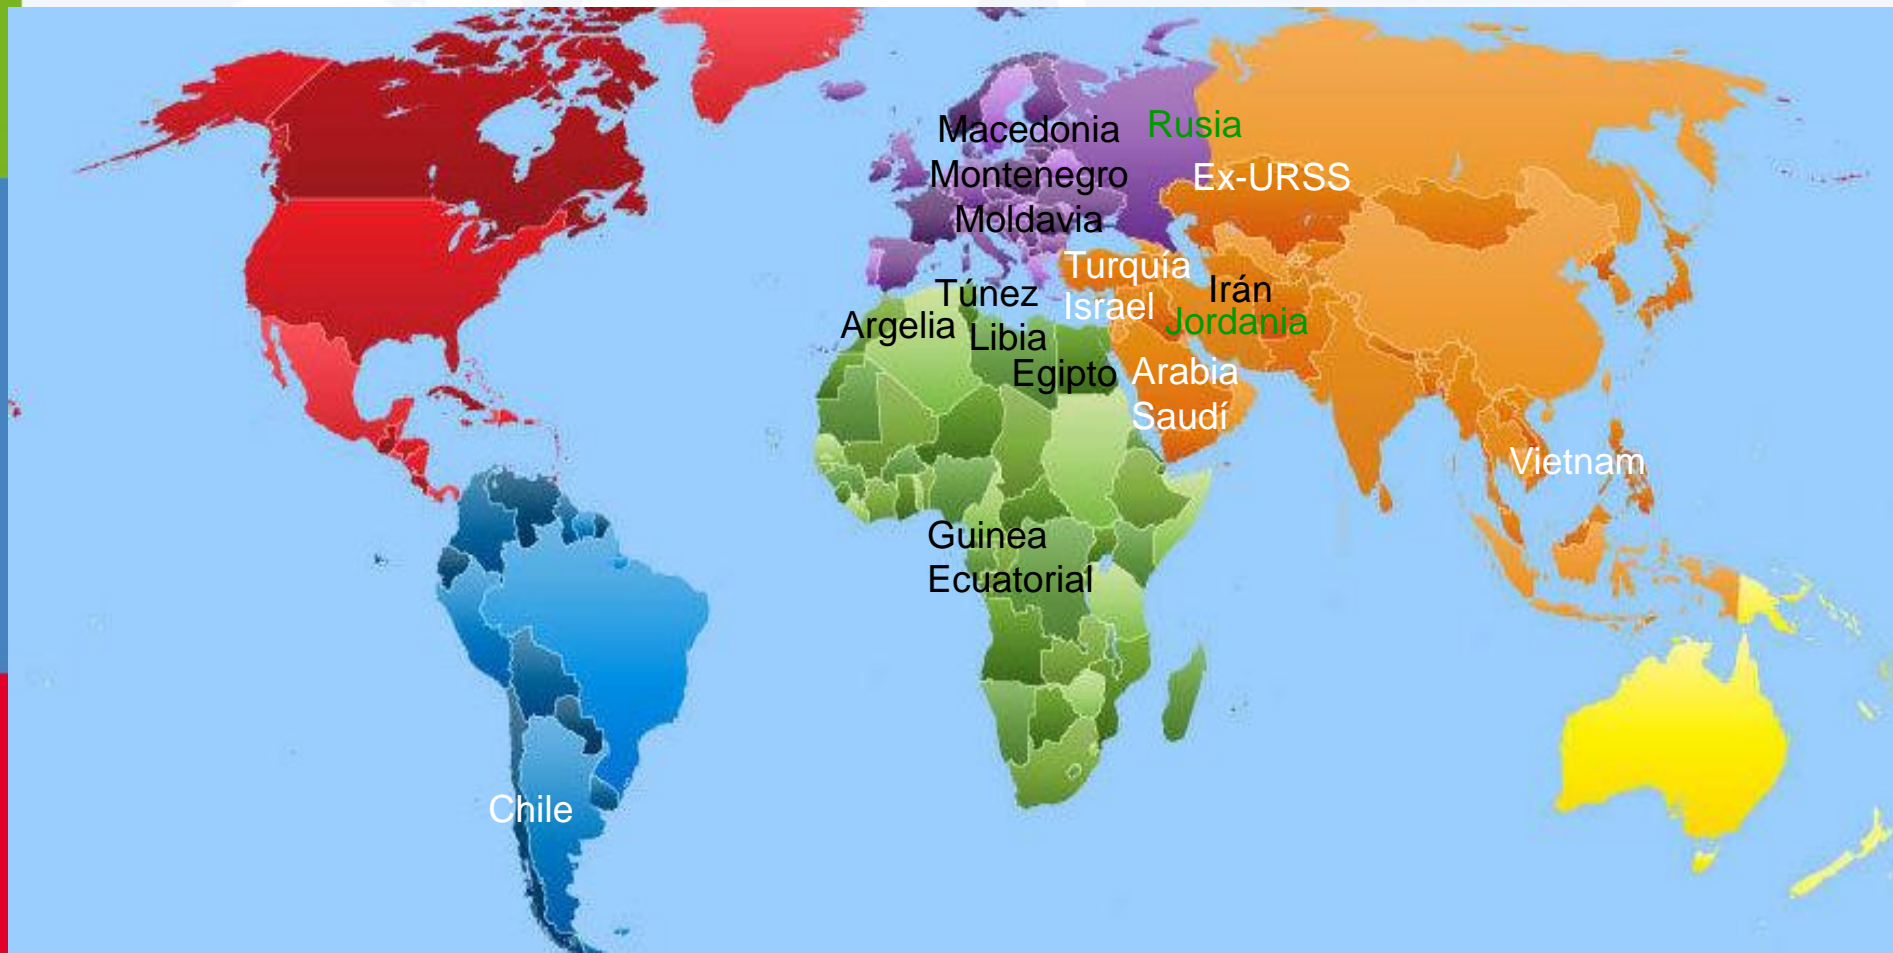 Macedonia
Rusia
Montenegro
Ex-URSS
Moldavia
Turquía
Túnez
Israel
Irán
Argelia
Libia
Jordania
Egipto
Arabia
Saudí
Vietnam
Guinea
Ecuatorial
Chile